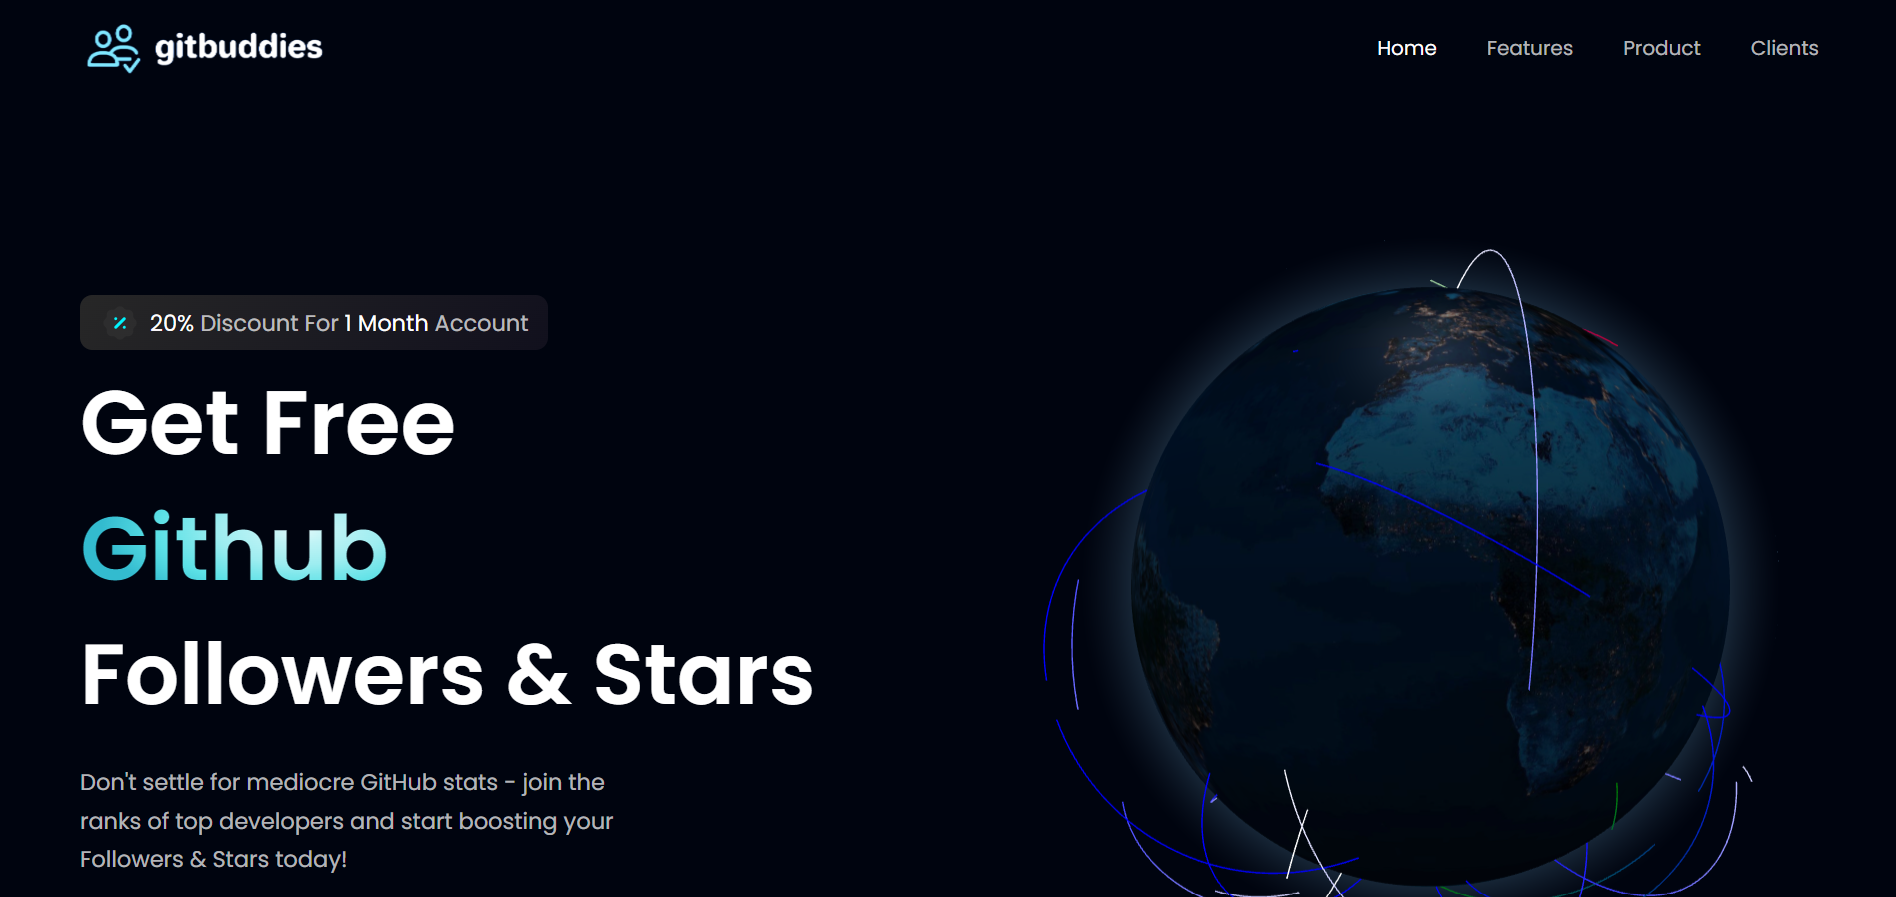 gitbuddies
Home Features Product Clients
20% Discount For 1 Month Account
Get Free
Github
Followers & Stars
Don't settle for mediocre GitHub stats - join the
ranks of top developers and start boosting your
Followers & Stars today!